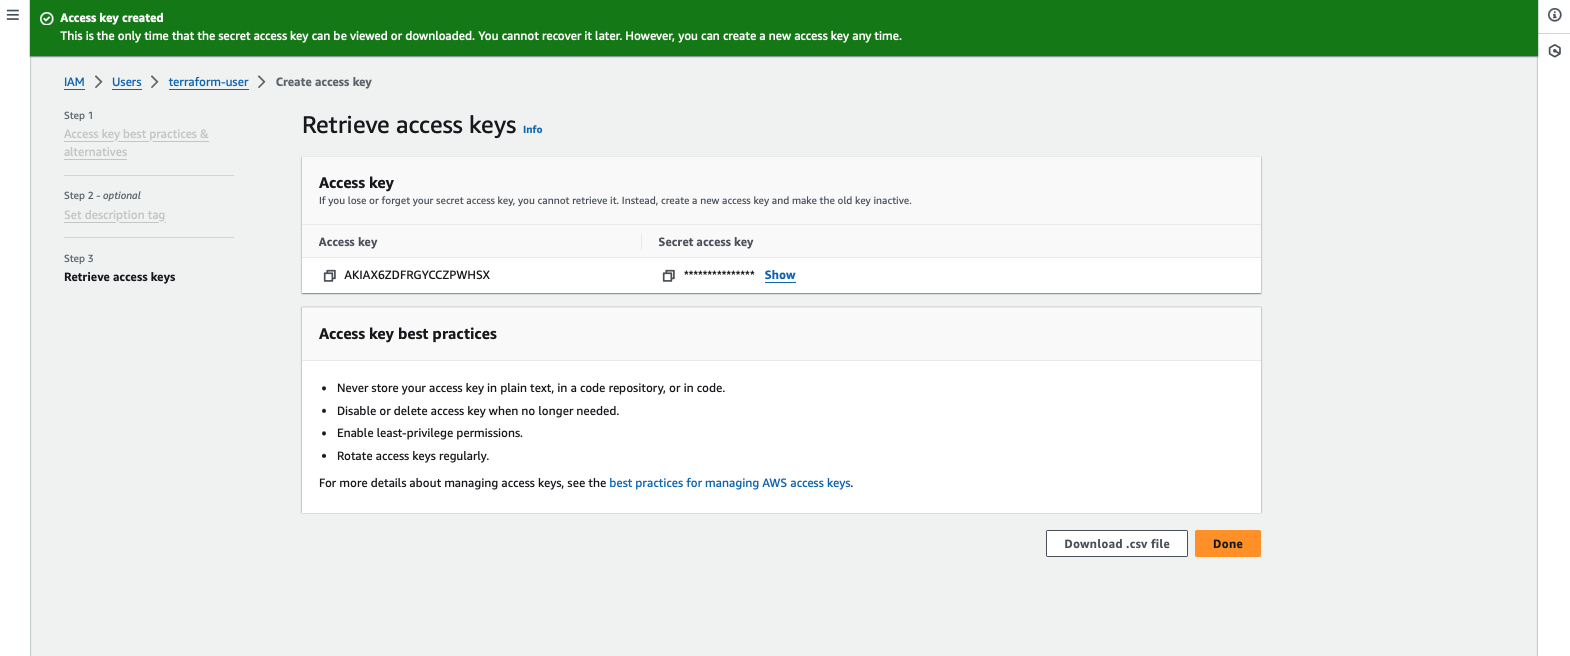 Access key created
This is the only time that the secret access key can be viewed or downloaded. You cannot recover it later. However, you can create a new access key any time.
IAM > Users > terraform-user > Create access key
Step 1
Access key best practices &
alternatives
Step 2 - optional
Set description tag
Step 3
Retrieve access keys
Retrieve access keys Info
Access key
If you lose or forget your secret access key, you cannot retrieve it. Instead, create a new access key and make the old key inactive.
Access key Secret access key
AKIAX6ZDFRGYCCZPWHSX *************** Show
Access key best practices
• Never store your access key in plain text, in a code repository, or in code.
• Disable or delete access key when no longer needed.
• Enable least-privilege permissions.
• Rotate access keys regularly.
For more details about managing access keys, see the best practices for managing AWS access keys.
Download .csv file Done